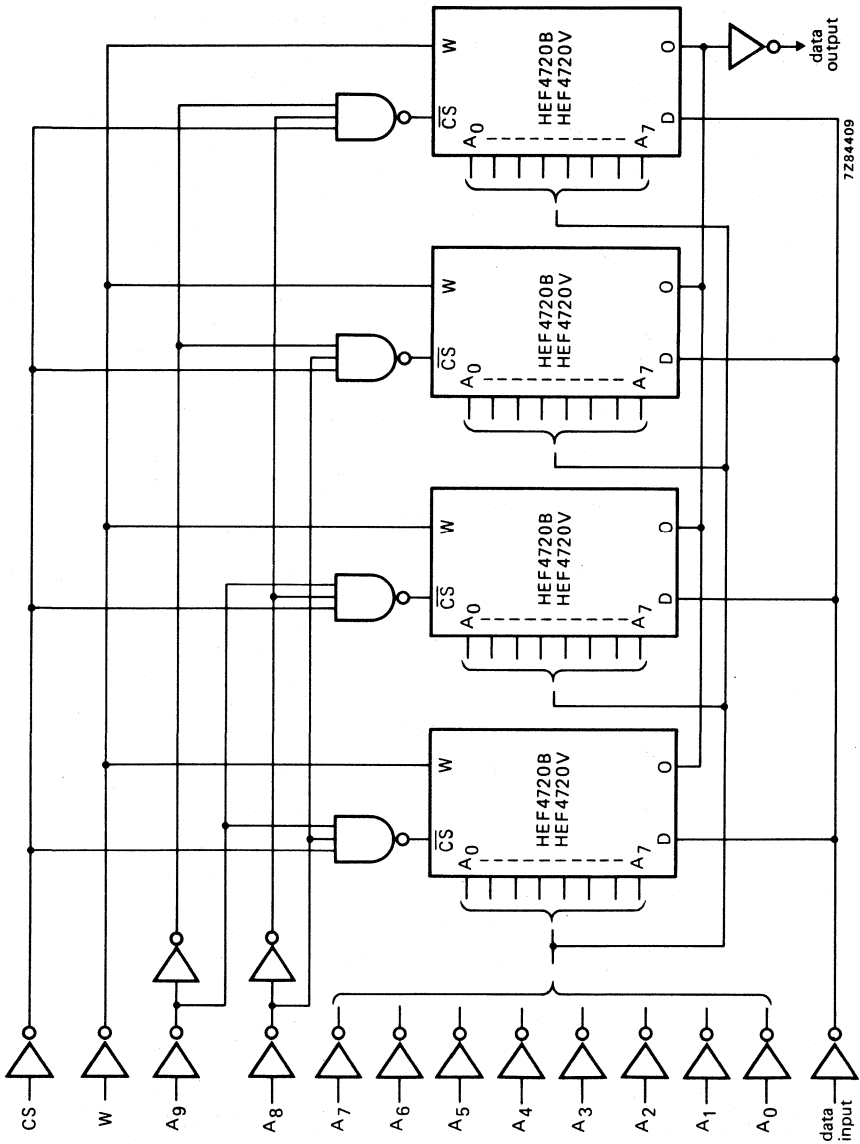 CS
W
A9
A8
A7
A6
A5
A4
A3
A2
A1
A0
data
input
CS
W
A0
HEF4720B
HEF4720V
A7
D
O
CS
W
A0
HEF4720B
HEF4720V
A7
D
O
CS
W
A0
HEF4720B
HEF4720V
A7
D
O
CS
W
A0
HEF4720B
HEF4720V
A7
D
O
data
output
7Z84409